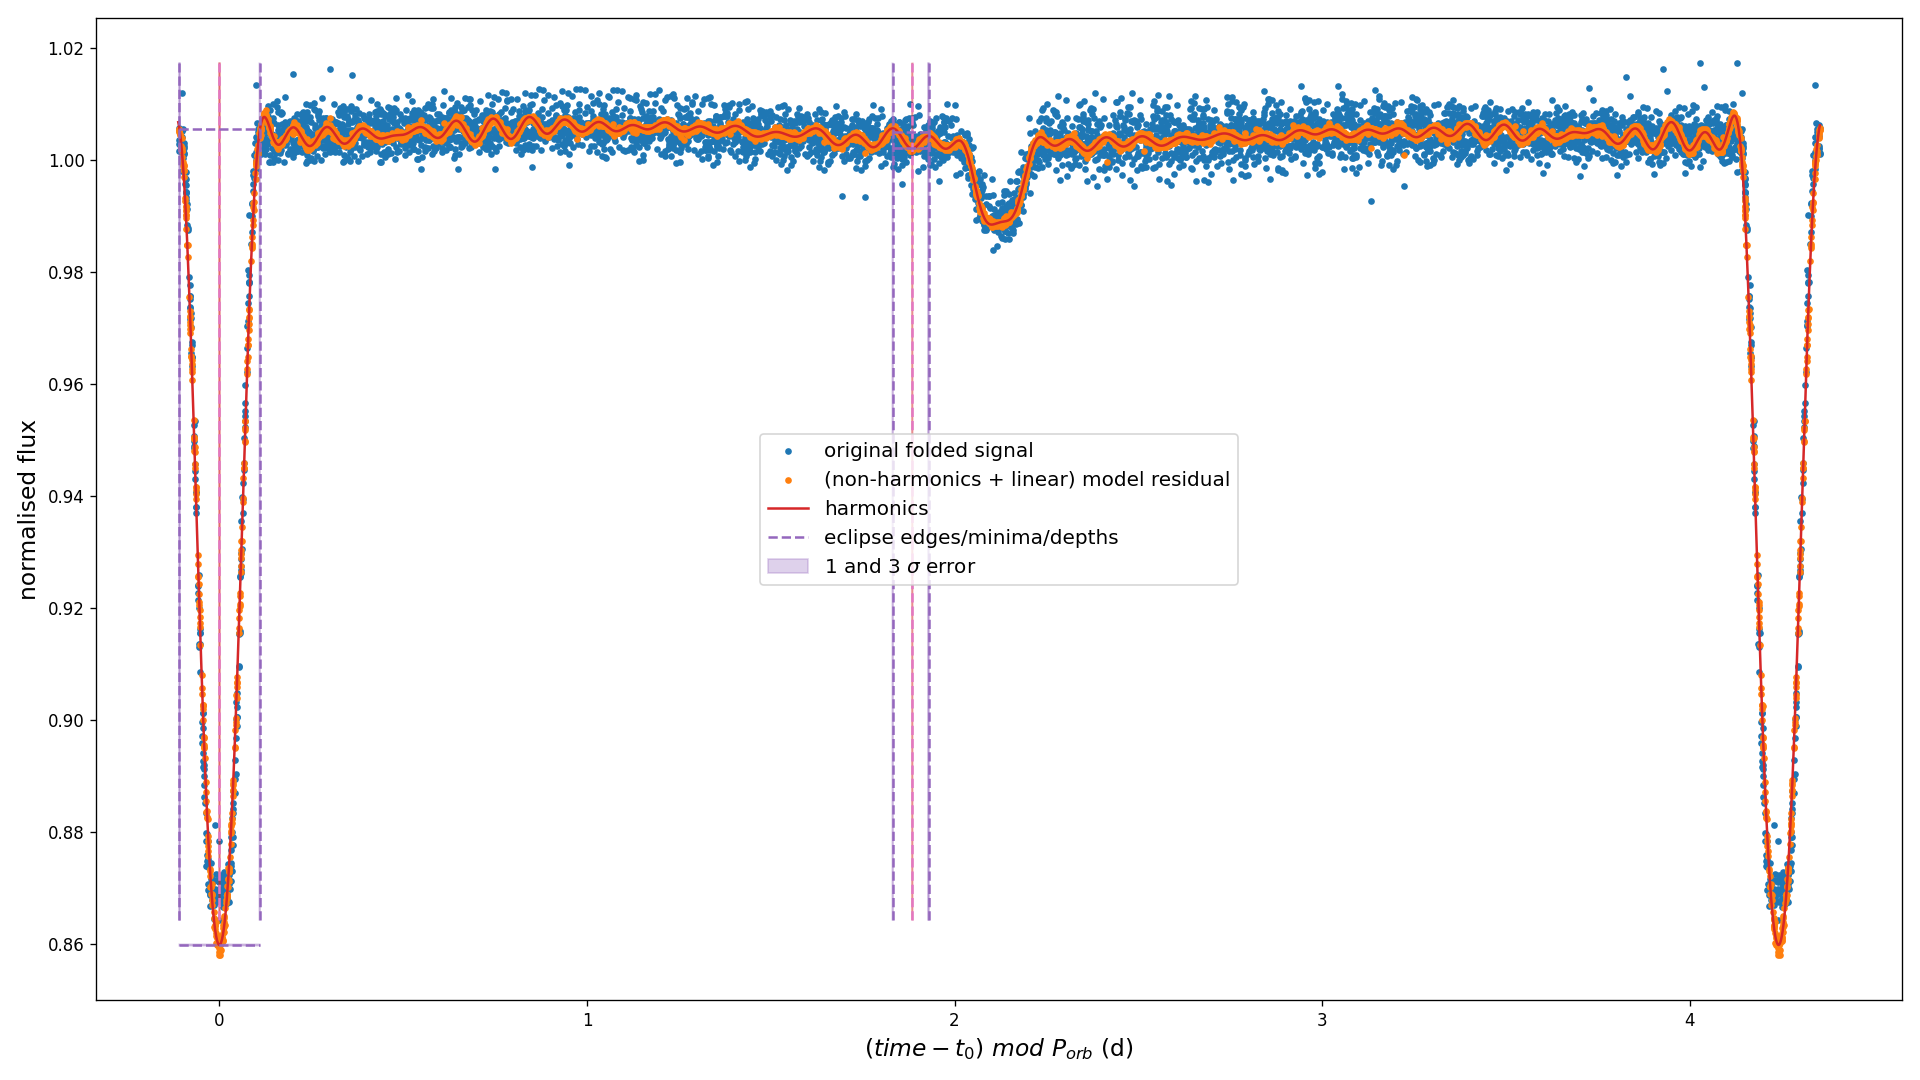 1.02
1.00
0.98
0.96
0.94
0.92
0.90
0.88
0.86
normalised flux
original folded signal
(non-harmonics + linear) model residual
harmonics
eclipse edges/minima/depths
1 and 3 σ error
0 1 2 3 4
(time − t₀) mod Pₒᵣb (d)